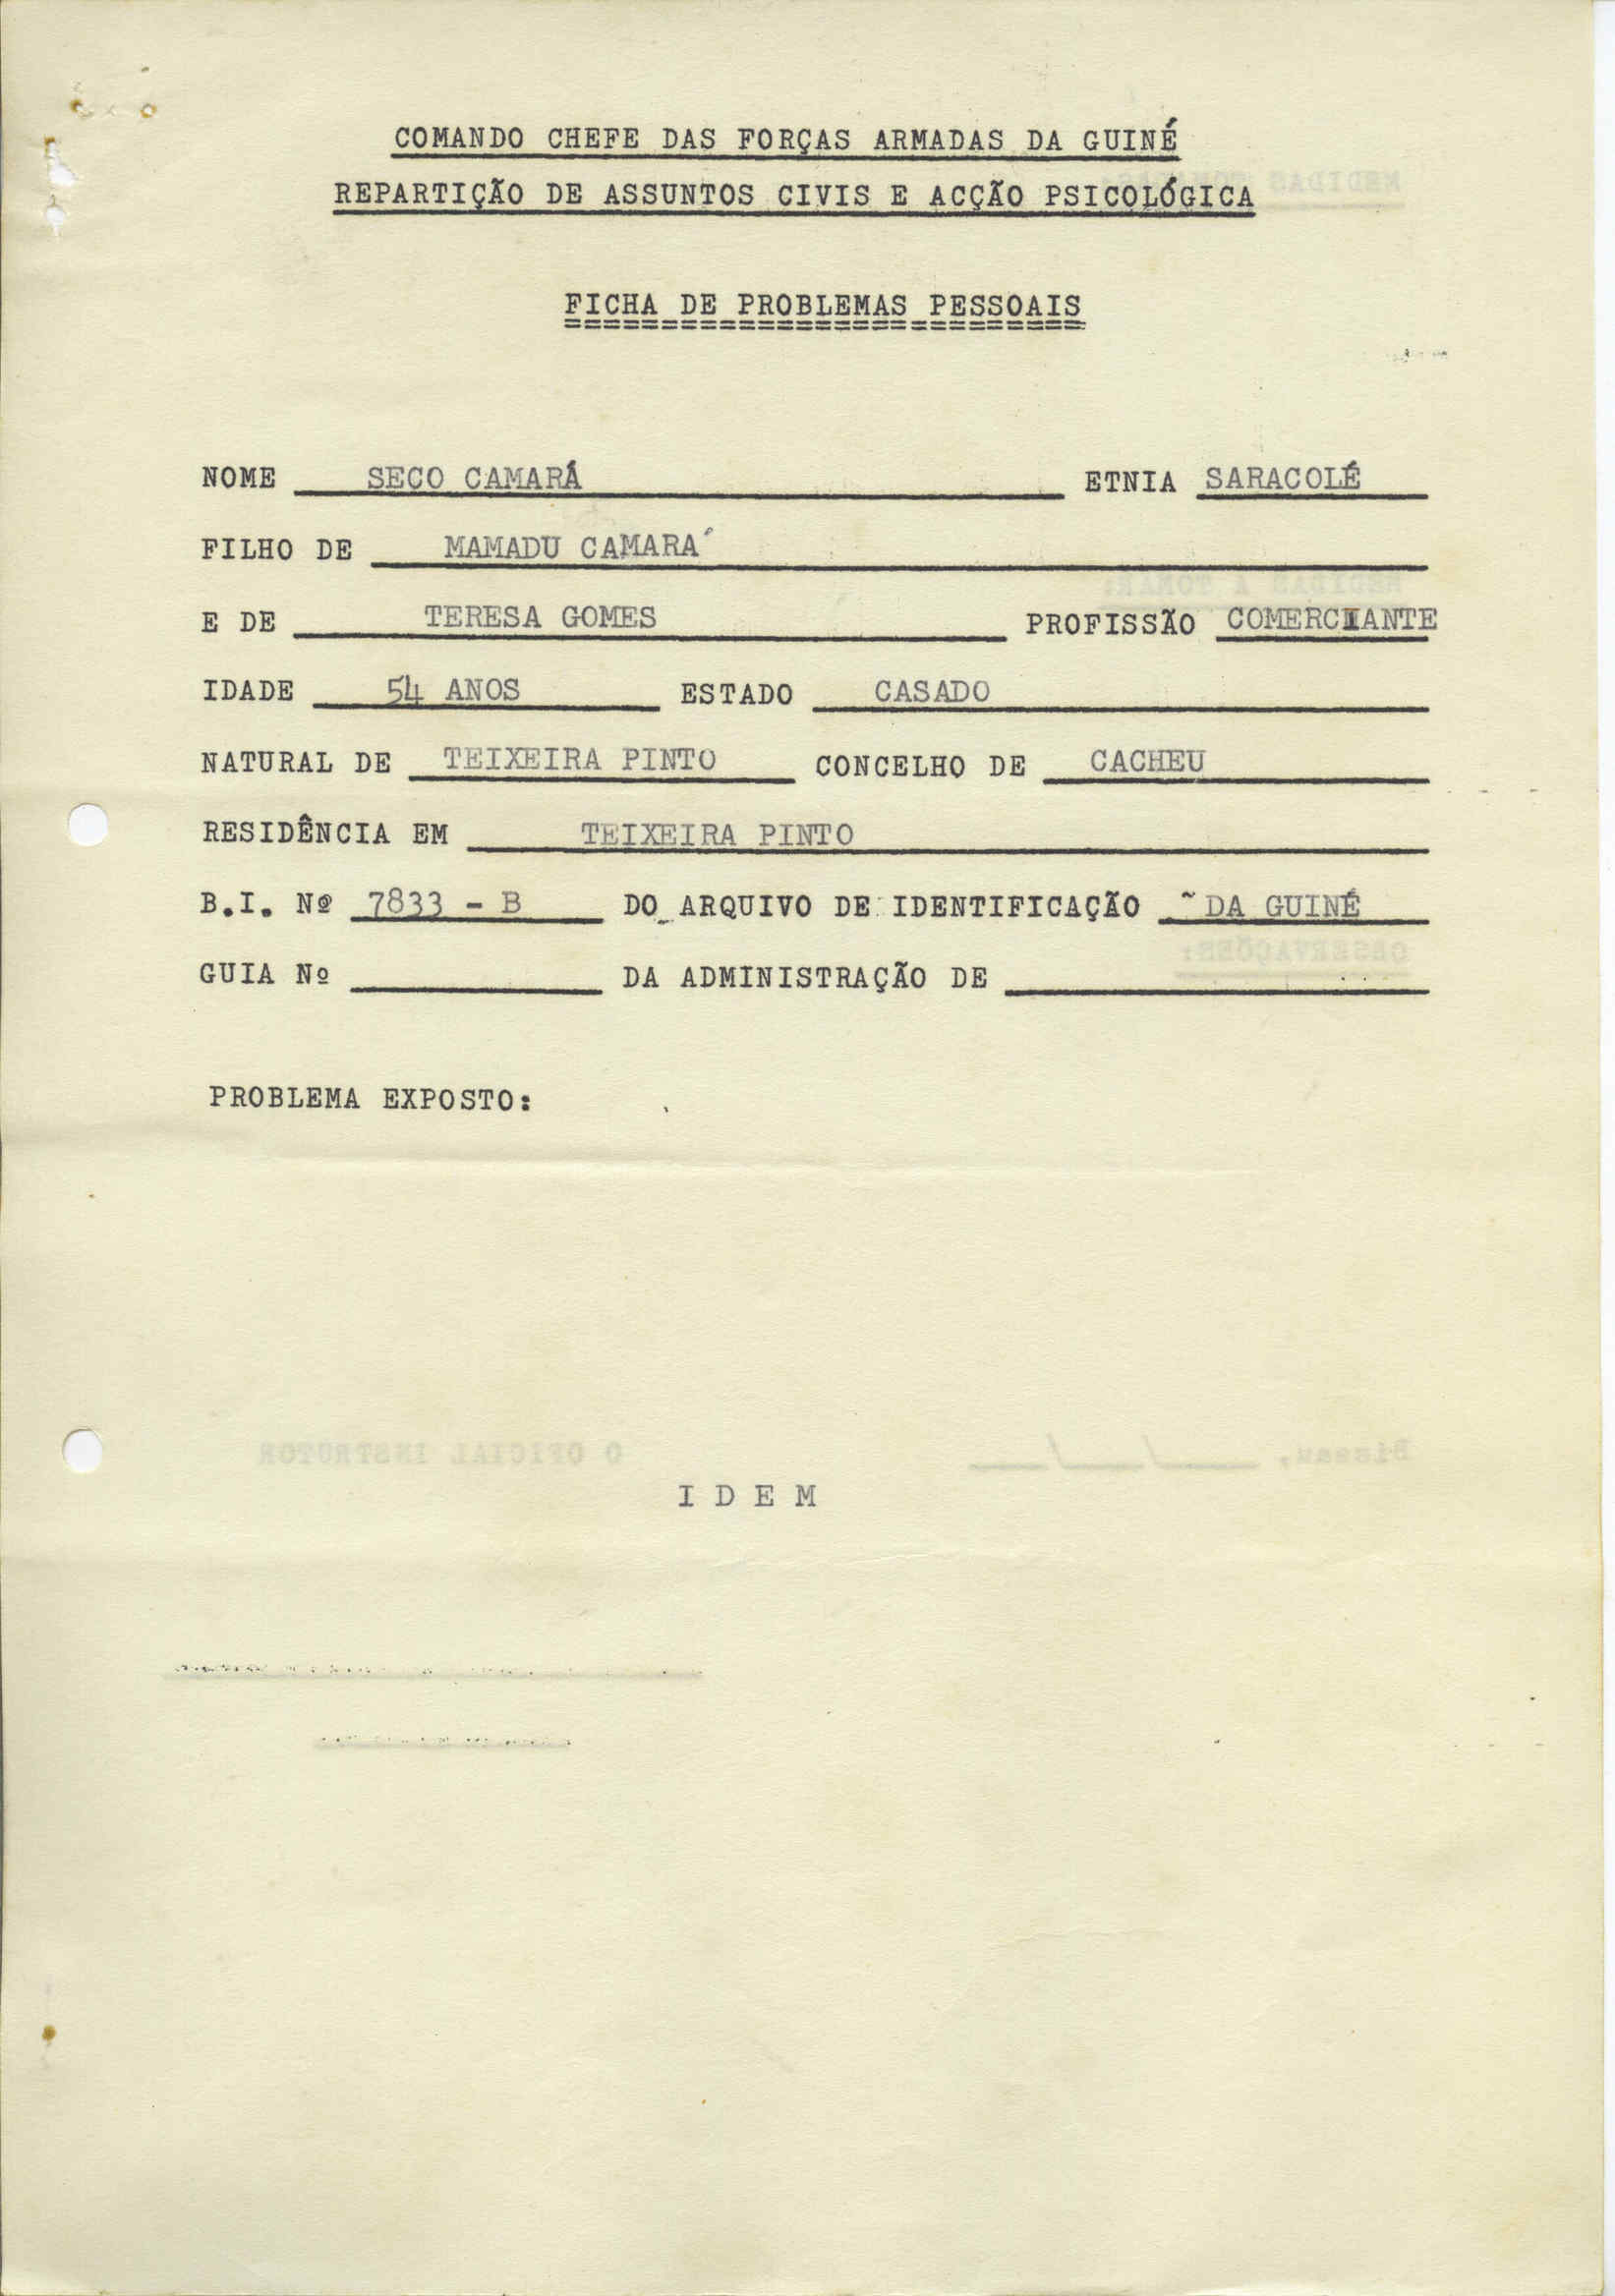 COMANDO CHEFE DAS FORÇAS ARMADAS DA GUINÉ
REPARTIÇÃO DE ASSUNTOS CIVIS E ACÇÃO PSICOLÓGICA
FICHA DE PROBLEMAS PESSOAIS
NOME SECO CAMARÁ ETNIA SARACOLÉ
FILHO DE MAMADU CAMARA´
E DE TERESA GOMES PROFISSÃO COMERCIANTE
IDADE 54 ANOS ESTADO CASADO
NATURAL DE TEIXEIRA PINTO CONCELHO DE CACHEU
RESIDÊNCIA EM TEIXEIRA PINTO
B.I. Nº 7833 - B DO ARQUIVO DE IDENTIFICAÇÃO ~ DA GUINÉ
GUIA Nº DA ADMINISTRAÇÃO DE
PROBLEMA EXPOSTO:
I D E M